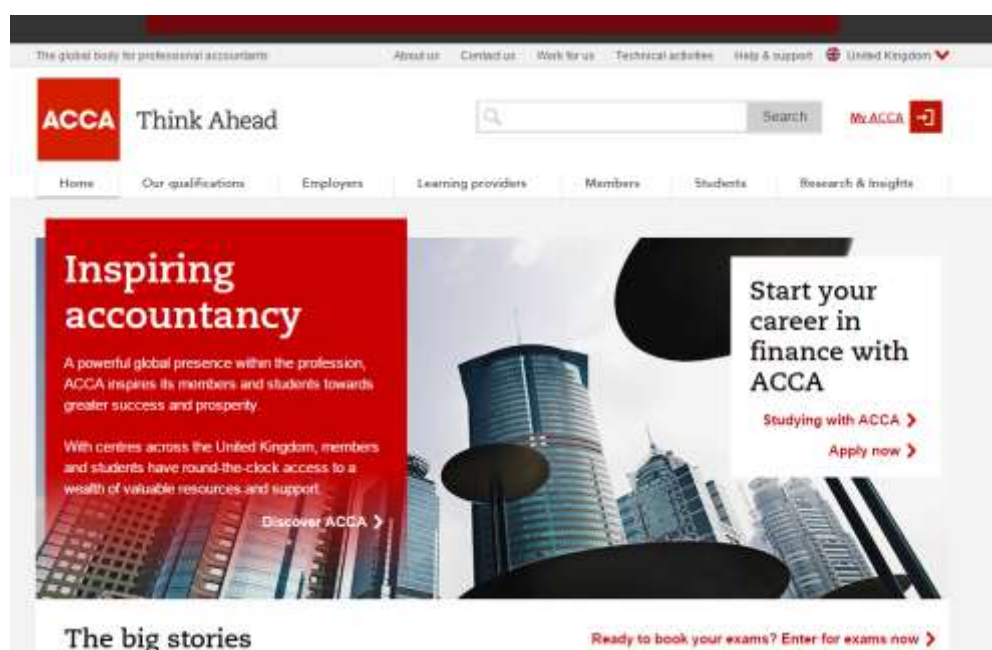 The global body for professional accountants
About us Contact us Work for us Technical activities Help & support United Kingdom
ACCA Think Ahead
Search
My ACCA
Home Our qualifications Employers Learning providers Members Students Research & Insights
Inspiring
accountancy
A powerful global presence within the profession,
ACCA inspires its members and students towards
greater success and prosperity.
With centres across the United Kingdom, members
and students have round-the-clock access to a
wealth of valuable resources and support.
Discover ACCA
Start your
career in
finance with
ACCA
Studying with ACCA
Apply now
The big stories
Ready to book your exams? Enter for exams now